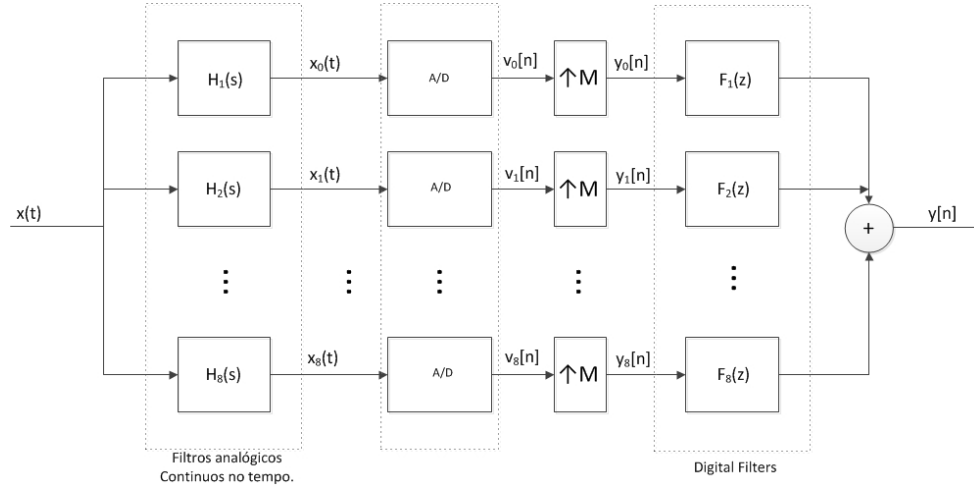 H₁(s) x₀(t) A/D v₀[n] ↑M y₀[n] F₁(z)
H₂(s) x₁(t) A/D v₁[n] ↑M y₁[n] F₂(z)
x(t) + y[n]
H₈(s) x₈(t) A/D v₈[n] ↑M y₈[n] F₈(z)
Filtros analógicos
Continuos no tempo.
Digital Filters